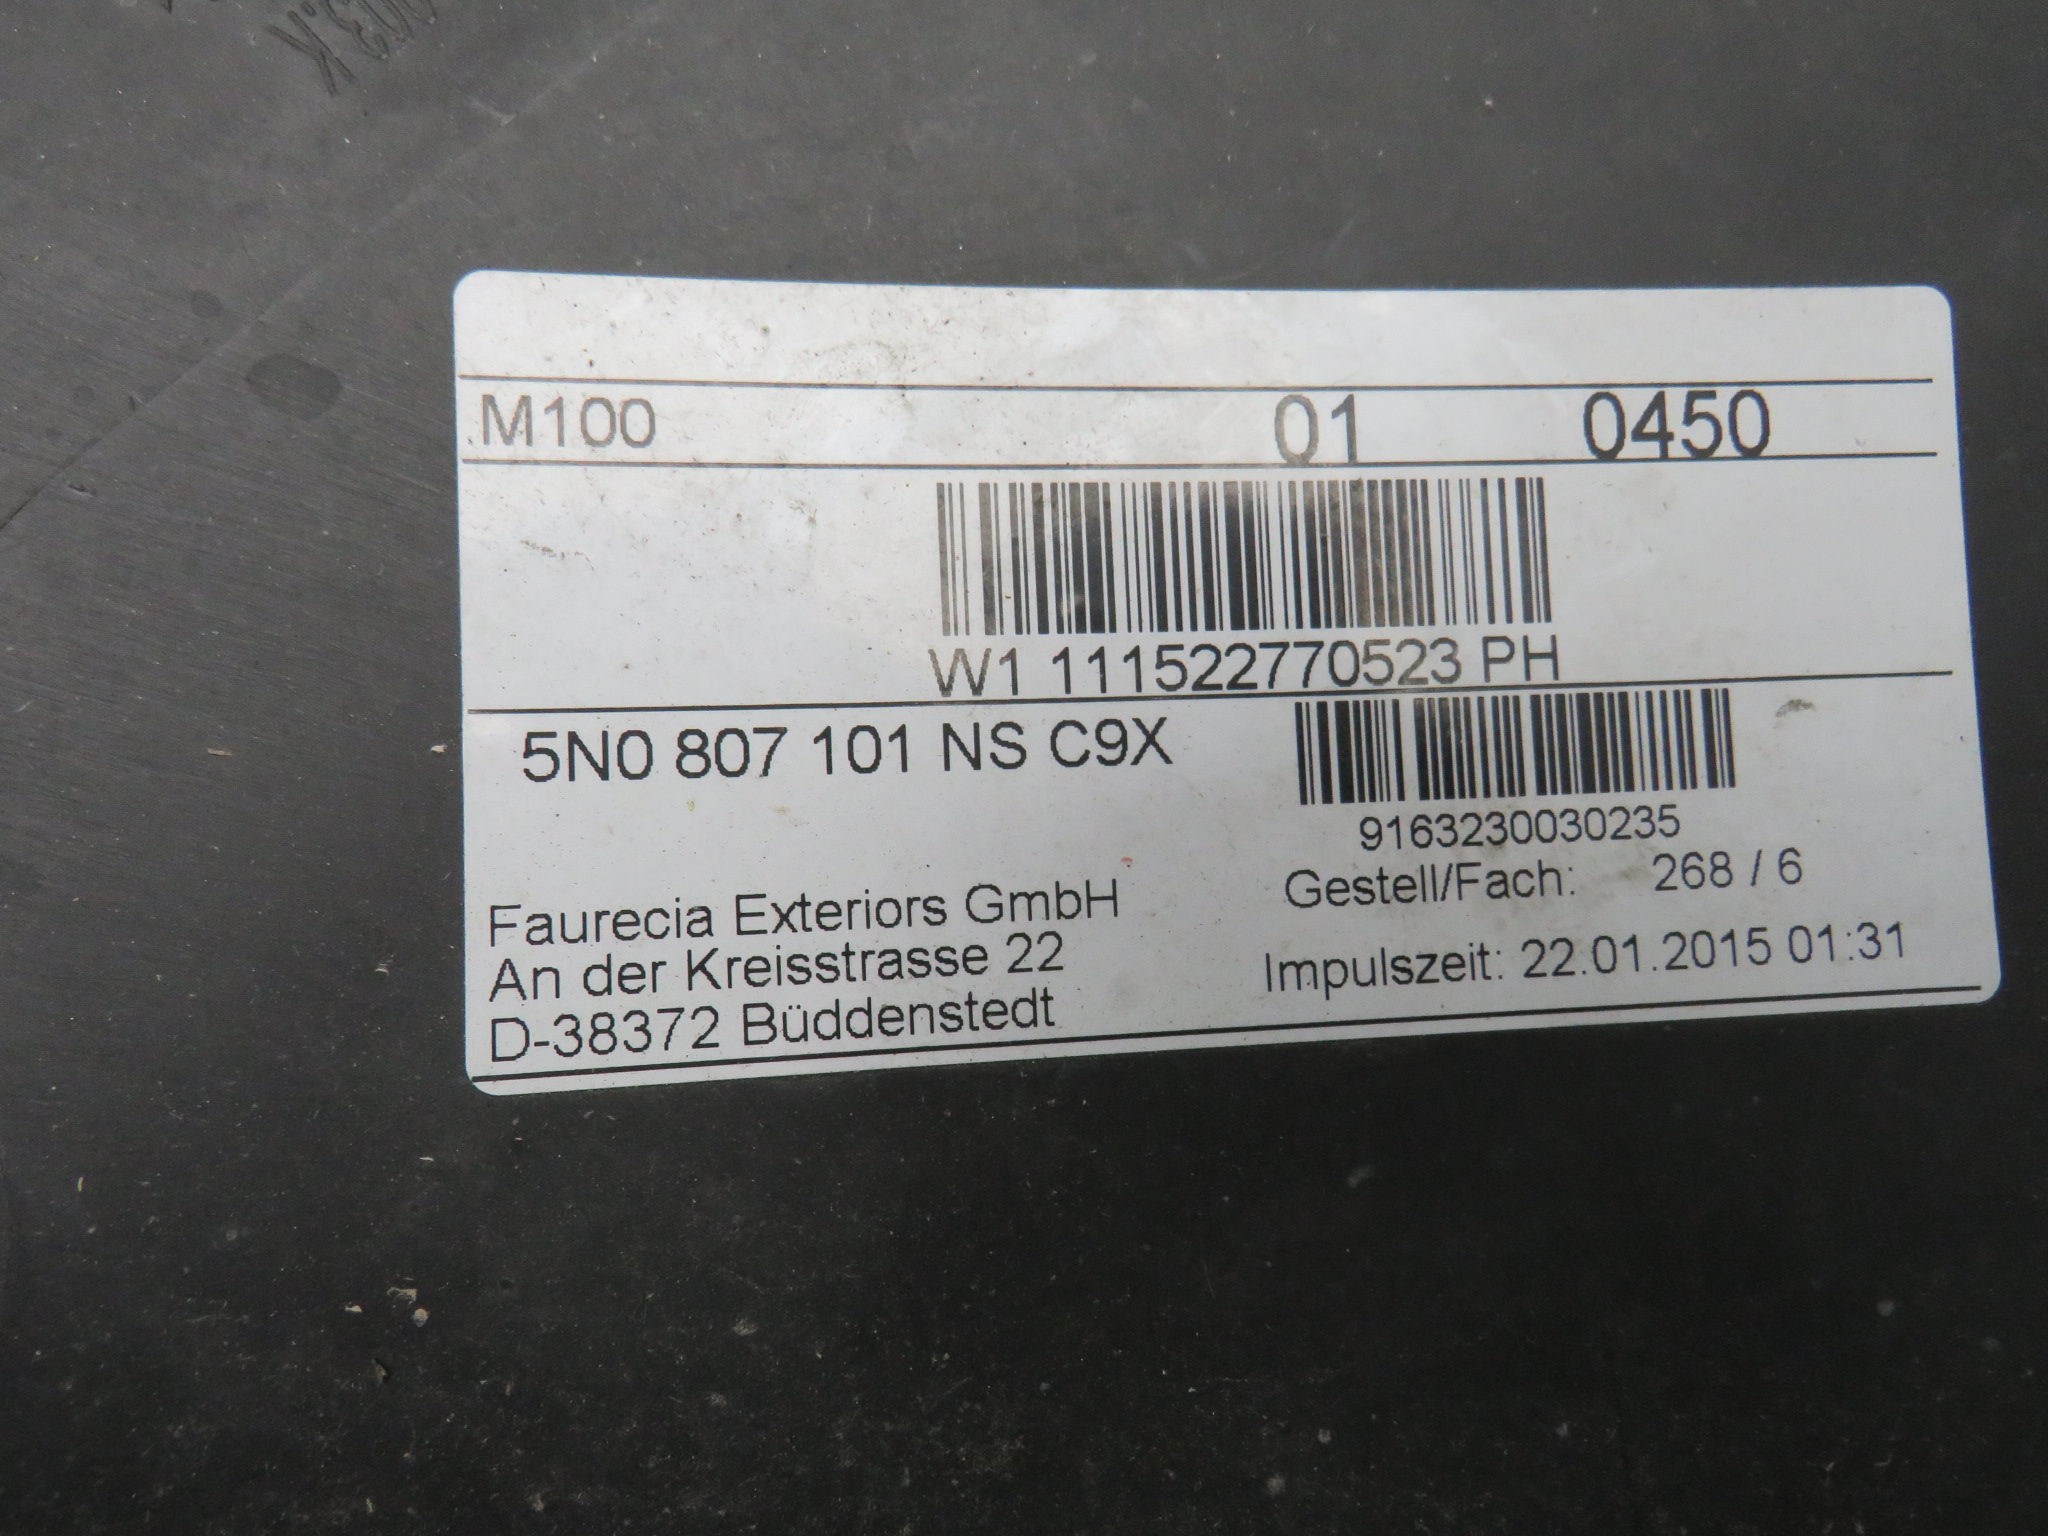 003.K
M100 01 0450
W1 111522770523 PH
5N0 807 101 NS C9X
9163230030235
Gestell/Fach: 268 / 6
Faurecia Exteriors GmbH
An der Kreisstrasse 22
D-38372 Büddenstedt
Impulszeit: 22.01.2015 01:31